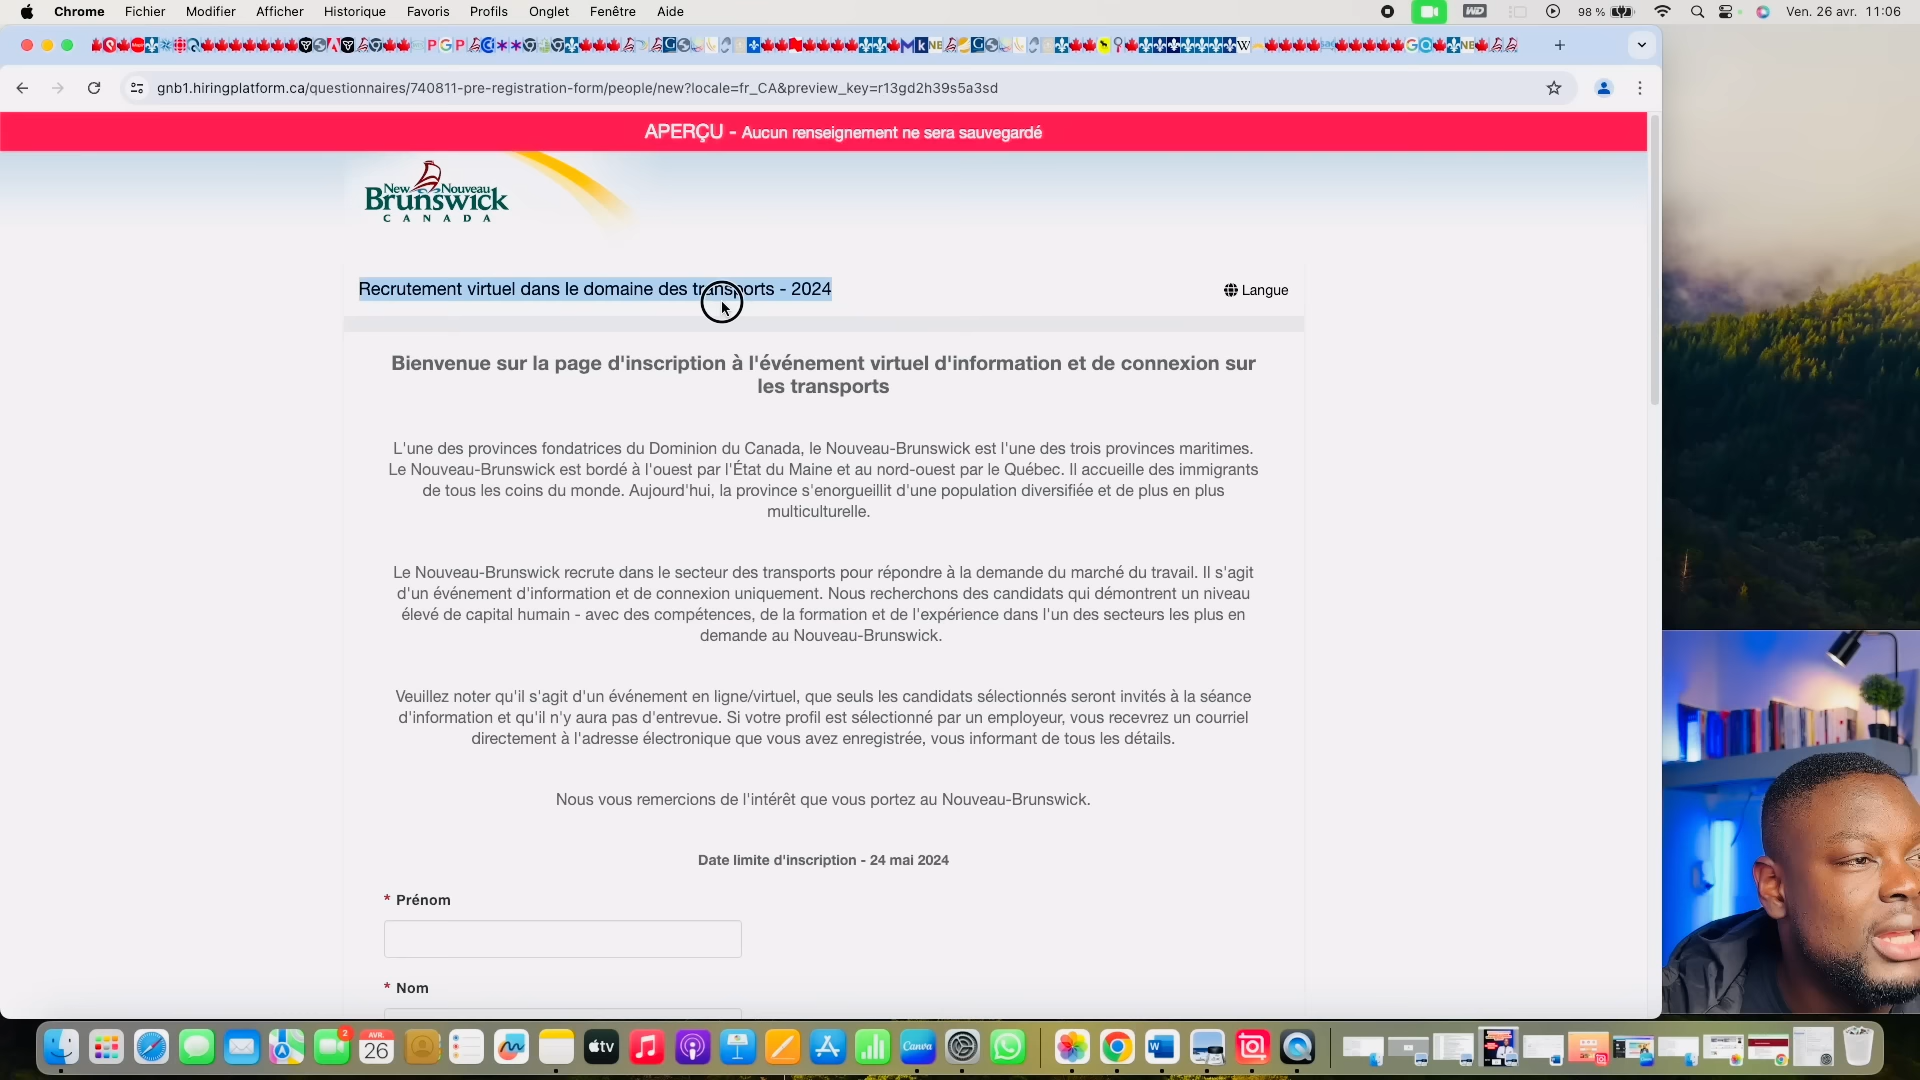 Chrome Fichier Modifier Afficher Historique Favoris Profils Onglet Fenêtre Aide 98 % Ven. 26 avr. 11:06
gnb1.hiringplatform.ca/questionnaires/740811-pre-registration-form/people/new?locale=fr_CA&preview_key=r13gd2h39s5a3sd
APERÇU - Aucun renseignement ne sera sauvegardé
New Nouveau
Brunswick
CANADA
Recrutement virtuel dans le domaine des transports - 2024
Langue
Bienvenue sur la page d'inscription à l'événement virtuel d'information et de connexion sur
les transports
L'une des provinces fondatrices du Dominion du Canada, le Nouveau-Brunswick est l'une des trois provinces maritimes.
Le Nouveau-Brunswick est bordé à l'ouest par l'État du Maine et au nord-ouest par le Québec. Il accueille des immigrants
de tous les coins du monde. Aujourd'hui, la province s'enorgueillit d'une population diversifiée et de plus en plus
multiculturelle.
Le Nouveau-Brunswick recrute dans le secteur des transports pour répondre à la demande du marché du travail. Il s'agit
d'un événement d'information et de connexion uniquement. Nous recherchons des candidats qui démontrent un niveau
élevé de capital humain - avec des compétences, de la formation et de l'expérience dans l'un des secteurs les plus en
demande au Nouveau-Brunswick.
Veuillez noter qu'il s'agit d'un événement en ligne/virtuel, que seuls les candidats sélectionnés seront invités à la séance
d'information et qu'il n'y aura pas d'entrevue. Si votre profil est sélectionné par un employeur, vous recevrez un courriel
directement à l'adresse électronique que vous avez enregistrée, vous informant de tous les détails.
Nous vous remercions de l'intérêt que vous portez au Nouveau-Brunswick.
Date limite d'inscription - 24 mai 2024
* Prénom
* Nom
2
AVR.
26
tv
Canva
W